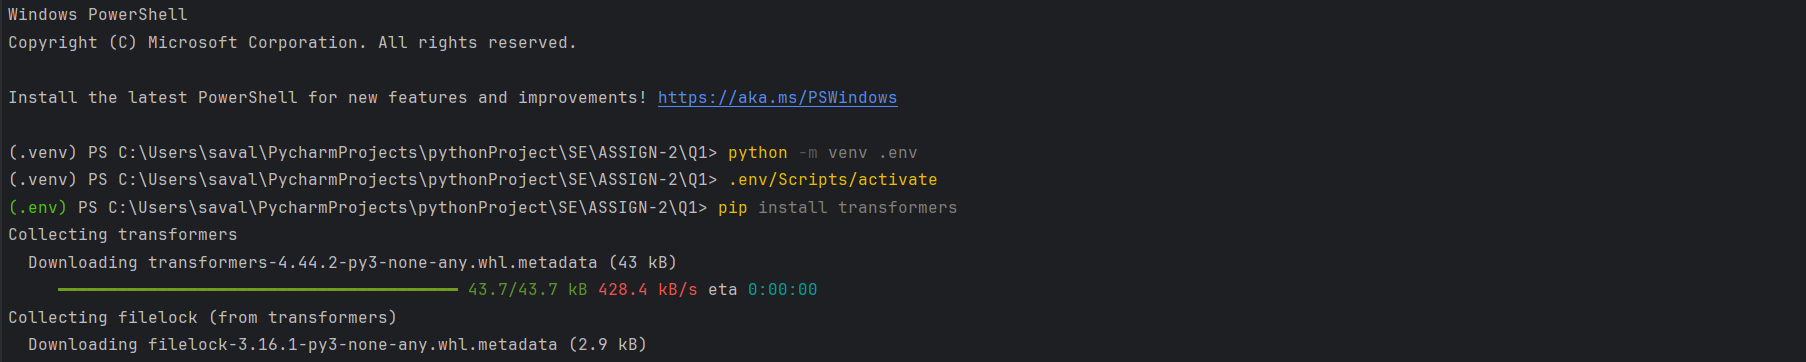 Windows PowerShell
Copyright (C) Microsoft Corporation. All rights reserved.
Install the latest PowerShell for new features and improvements! https://aka.ms/PSWindows
(.venv) PS C:\Users\saval\PycharmProjects\pythonProject\SE\ASSIGN-2\Q1> python -m venv .env
(.venv) PS C:\Users\saval\PycharmProjects\pythonProject\SE\ASSIGN-2\Q1> .env/Scripts/activate
(.env) PS C:\Users\saval\PycharmProjects\pythonProject\SE\ASSIGN-2\Q1> pip install transformers
Collecting transformers
  Downloading transformers-4.44.2-py3-none-any.whl.metadata (43 kB)
43.7/43.7 kB 428.4 kB/s eta 0:00:00
Collecting filelock (from transformers)
  Downloading filelock-3.16.1-py3-none-any.whl.metadata (2.9 kB)